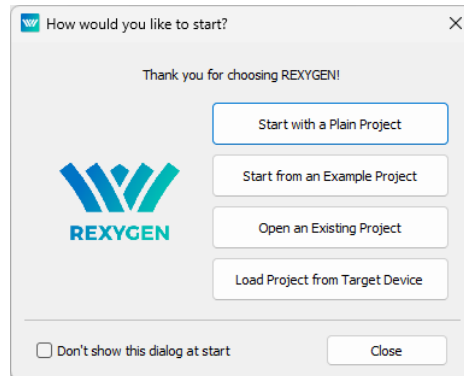 How would you like to start?
Thank you for choosing REXYGEN!
Start with a Plain Project
Start from an Example Project
REXYGEN
Open an Existing Project
Load Project from Target Device
Don't show this dialog at start
Close